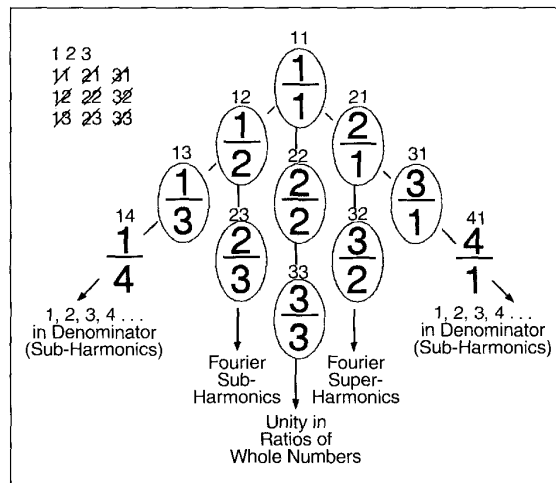 1 2 3
11 21 31
12 22 32
13 23 33
11
1/1
12
1/2
21
2/1
13
1/3
22
2/2
31
3/1
14
1/4
23
2/3
32
3/2
41
4/1
33
3/3
1, 2, 3, 4 . . .
in Denominator
(Sub-Harmonics)
Fourier
Sub-
Harmonics
Fourier
Super-
Harmonics
1, 2, 3, 4 . . .
in Denominator
(Sub-Harmonics)
Unity in
Ratios of
Whole Numbers